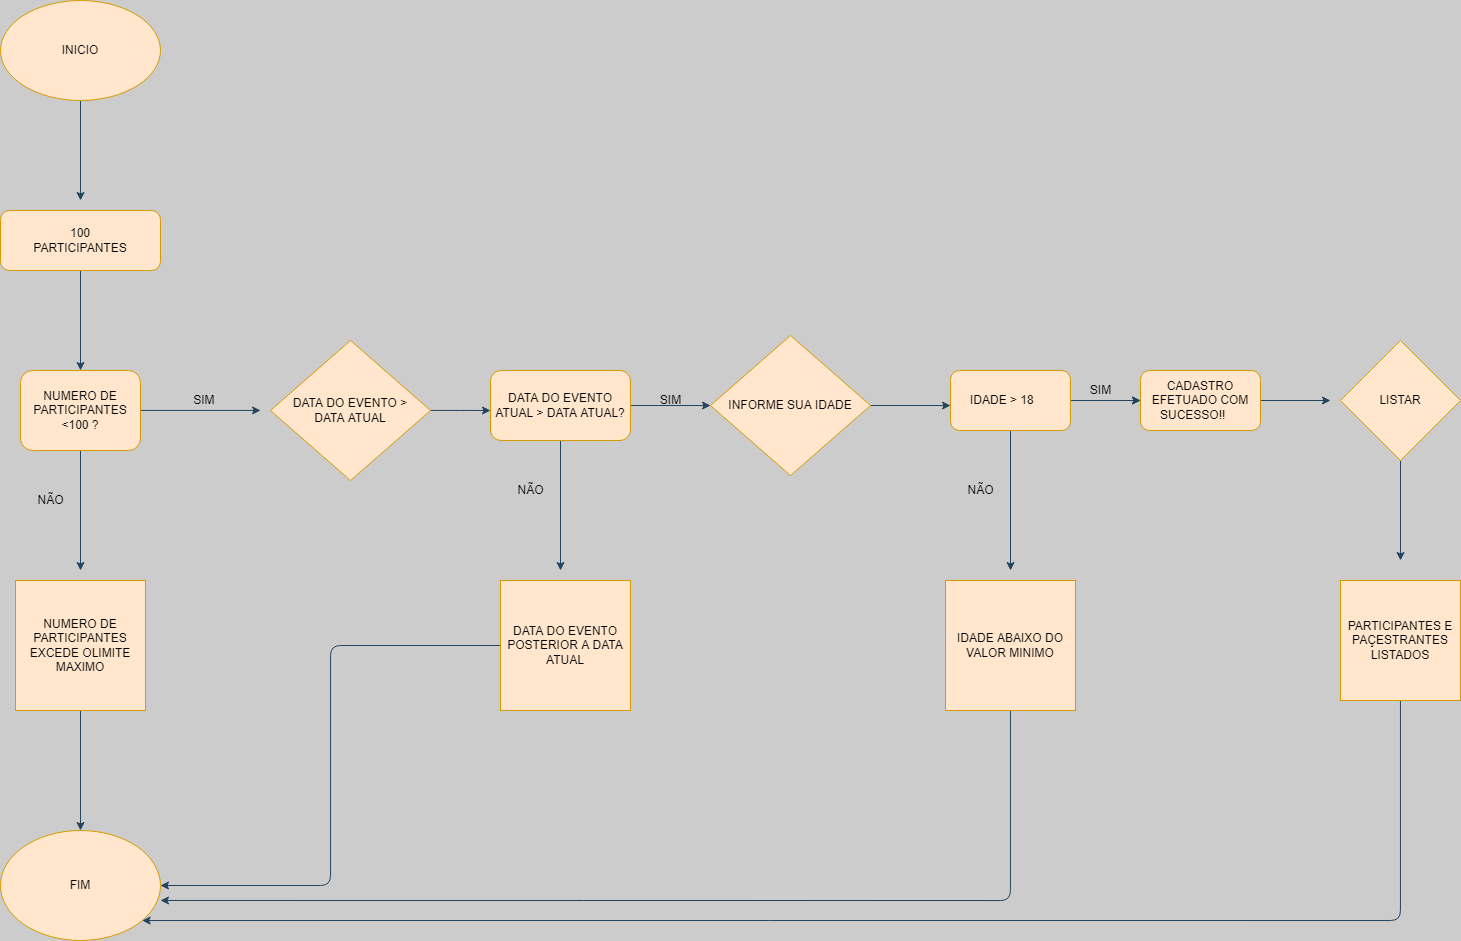 INICIO
100
PARTICIPANTES
NUMERO DE
PARTICIPANTES
<100 ?
SIM
DATA DO EVENTO >
DATA ATUAL
DATA DO EVENTO
ATUAL > DATA ATUAL?
SIM
INFORME SUA IDADE
IDADE > 18
SIM
CADASTRO
EFETUADO COM
SUCESSO!!
LISTAR
NÃO
NÃO
NÃO
NUMERO DE
PARTICIPANTES
EXCEDE OLIMITE
MAXIMO
DATA DO EVENTO
POSTERIOR A DATA
ATUAL
IDADE ABAIXO DO
VALOR MINIMO
PARTICIPANTES E
PAÇESTRANTES
LISTADOS
FIM